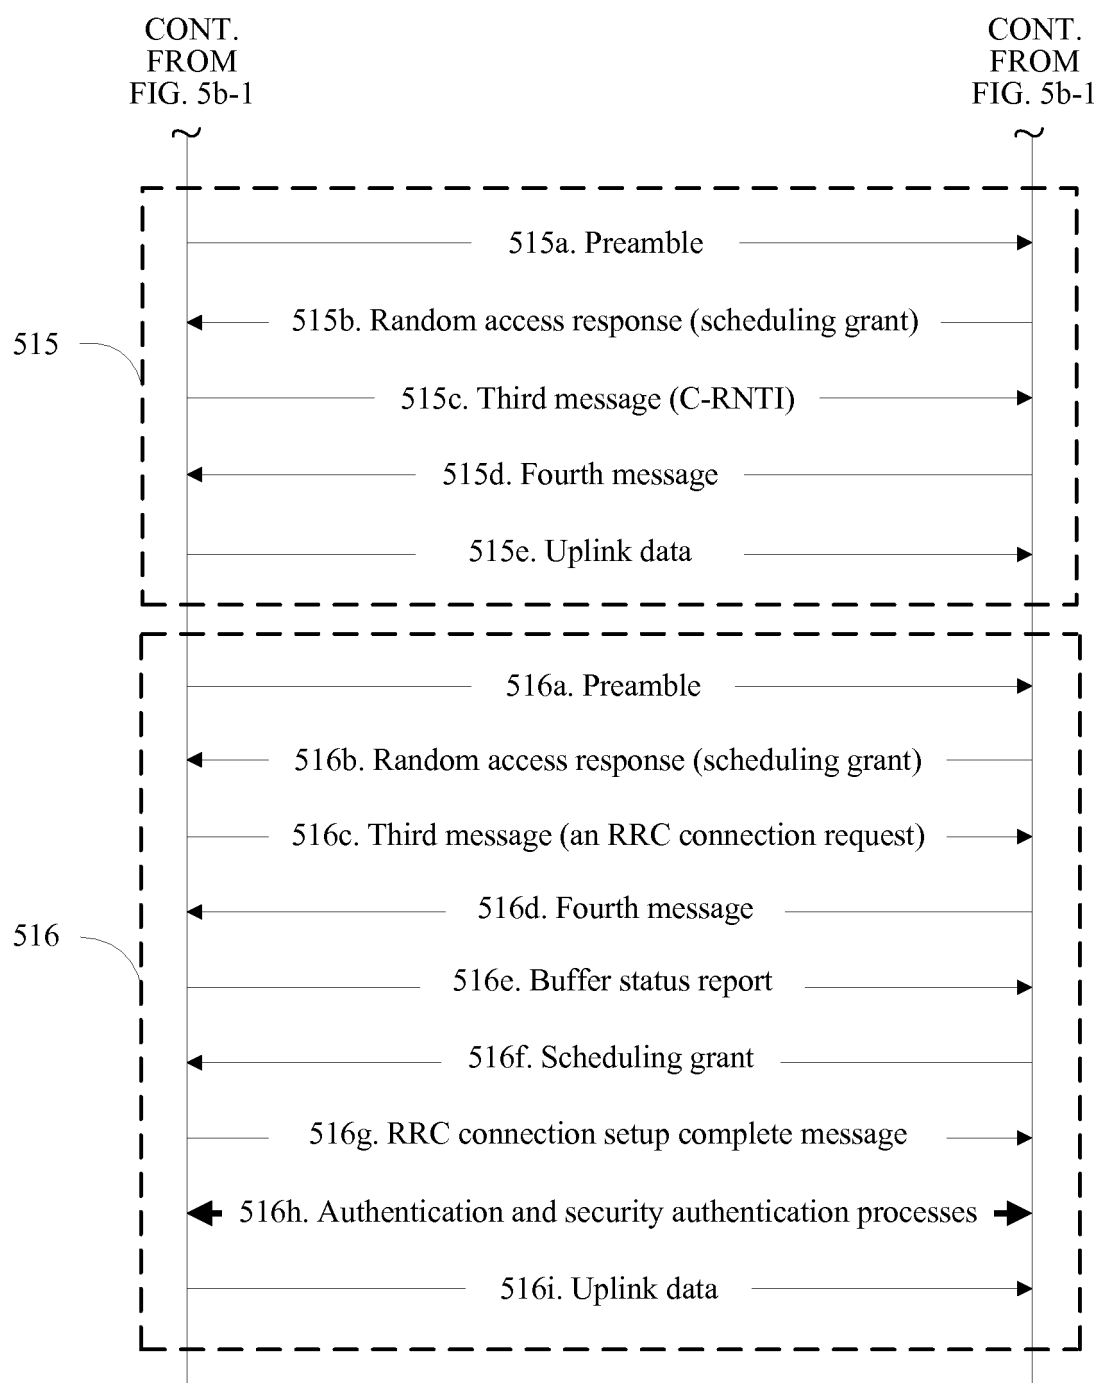 CONT.
FROM
FIG. 5b-1
CONT.
FROM
FIG. 5b-1
515a. Preamble
515b. Random access response (scheduling grant)
515
515c. Third message (C-RNTI)
515d. Fourth message
515e. Uplink data
516a. Preamble
516b. Random access response (scheduling grant)
516c. Third message (an RRC connection request)
516d. Fourth message
516
516e. Buffer status report
516f. Scheduling grant
516g. RRC connection setup complete message
516h. Authentication and security authentication processes
516i. Uplink data